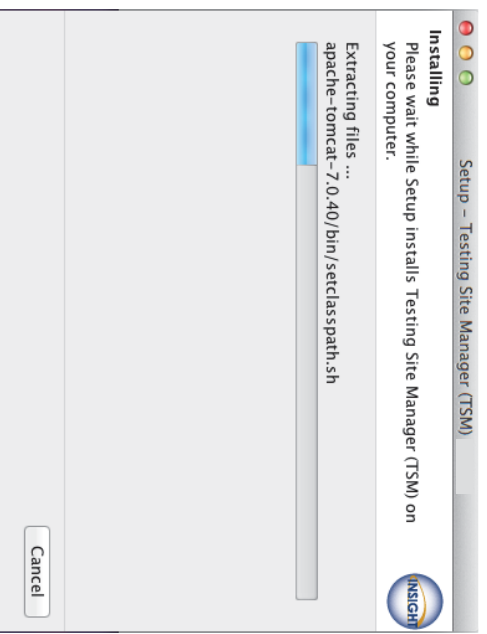 Setup - Testing Site Manager (TSM)
Installing
Please wait while Setup installs Testing Site Manager (TSM) on
your computer.
INSIGHT
Extracting files ...
apache-tomcat-7.0.40/bin/setclasspath.sh
Cancel